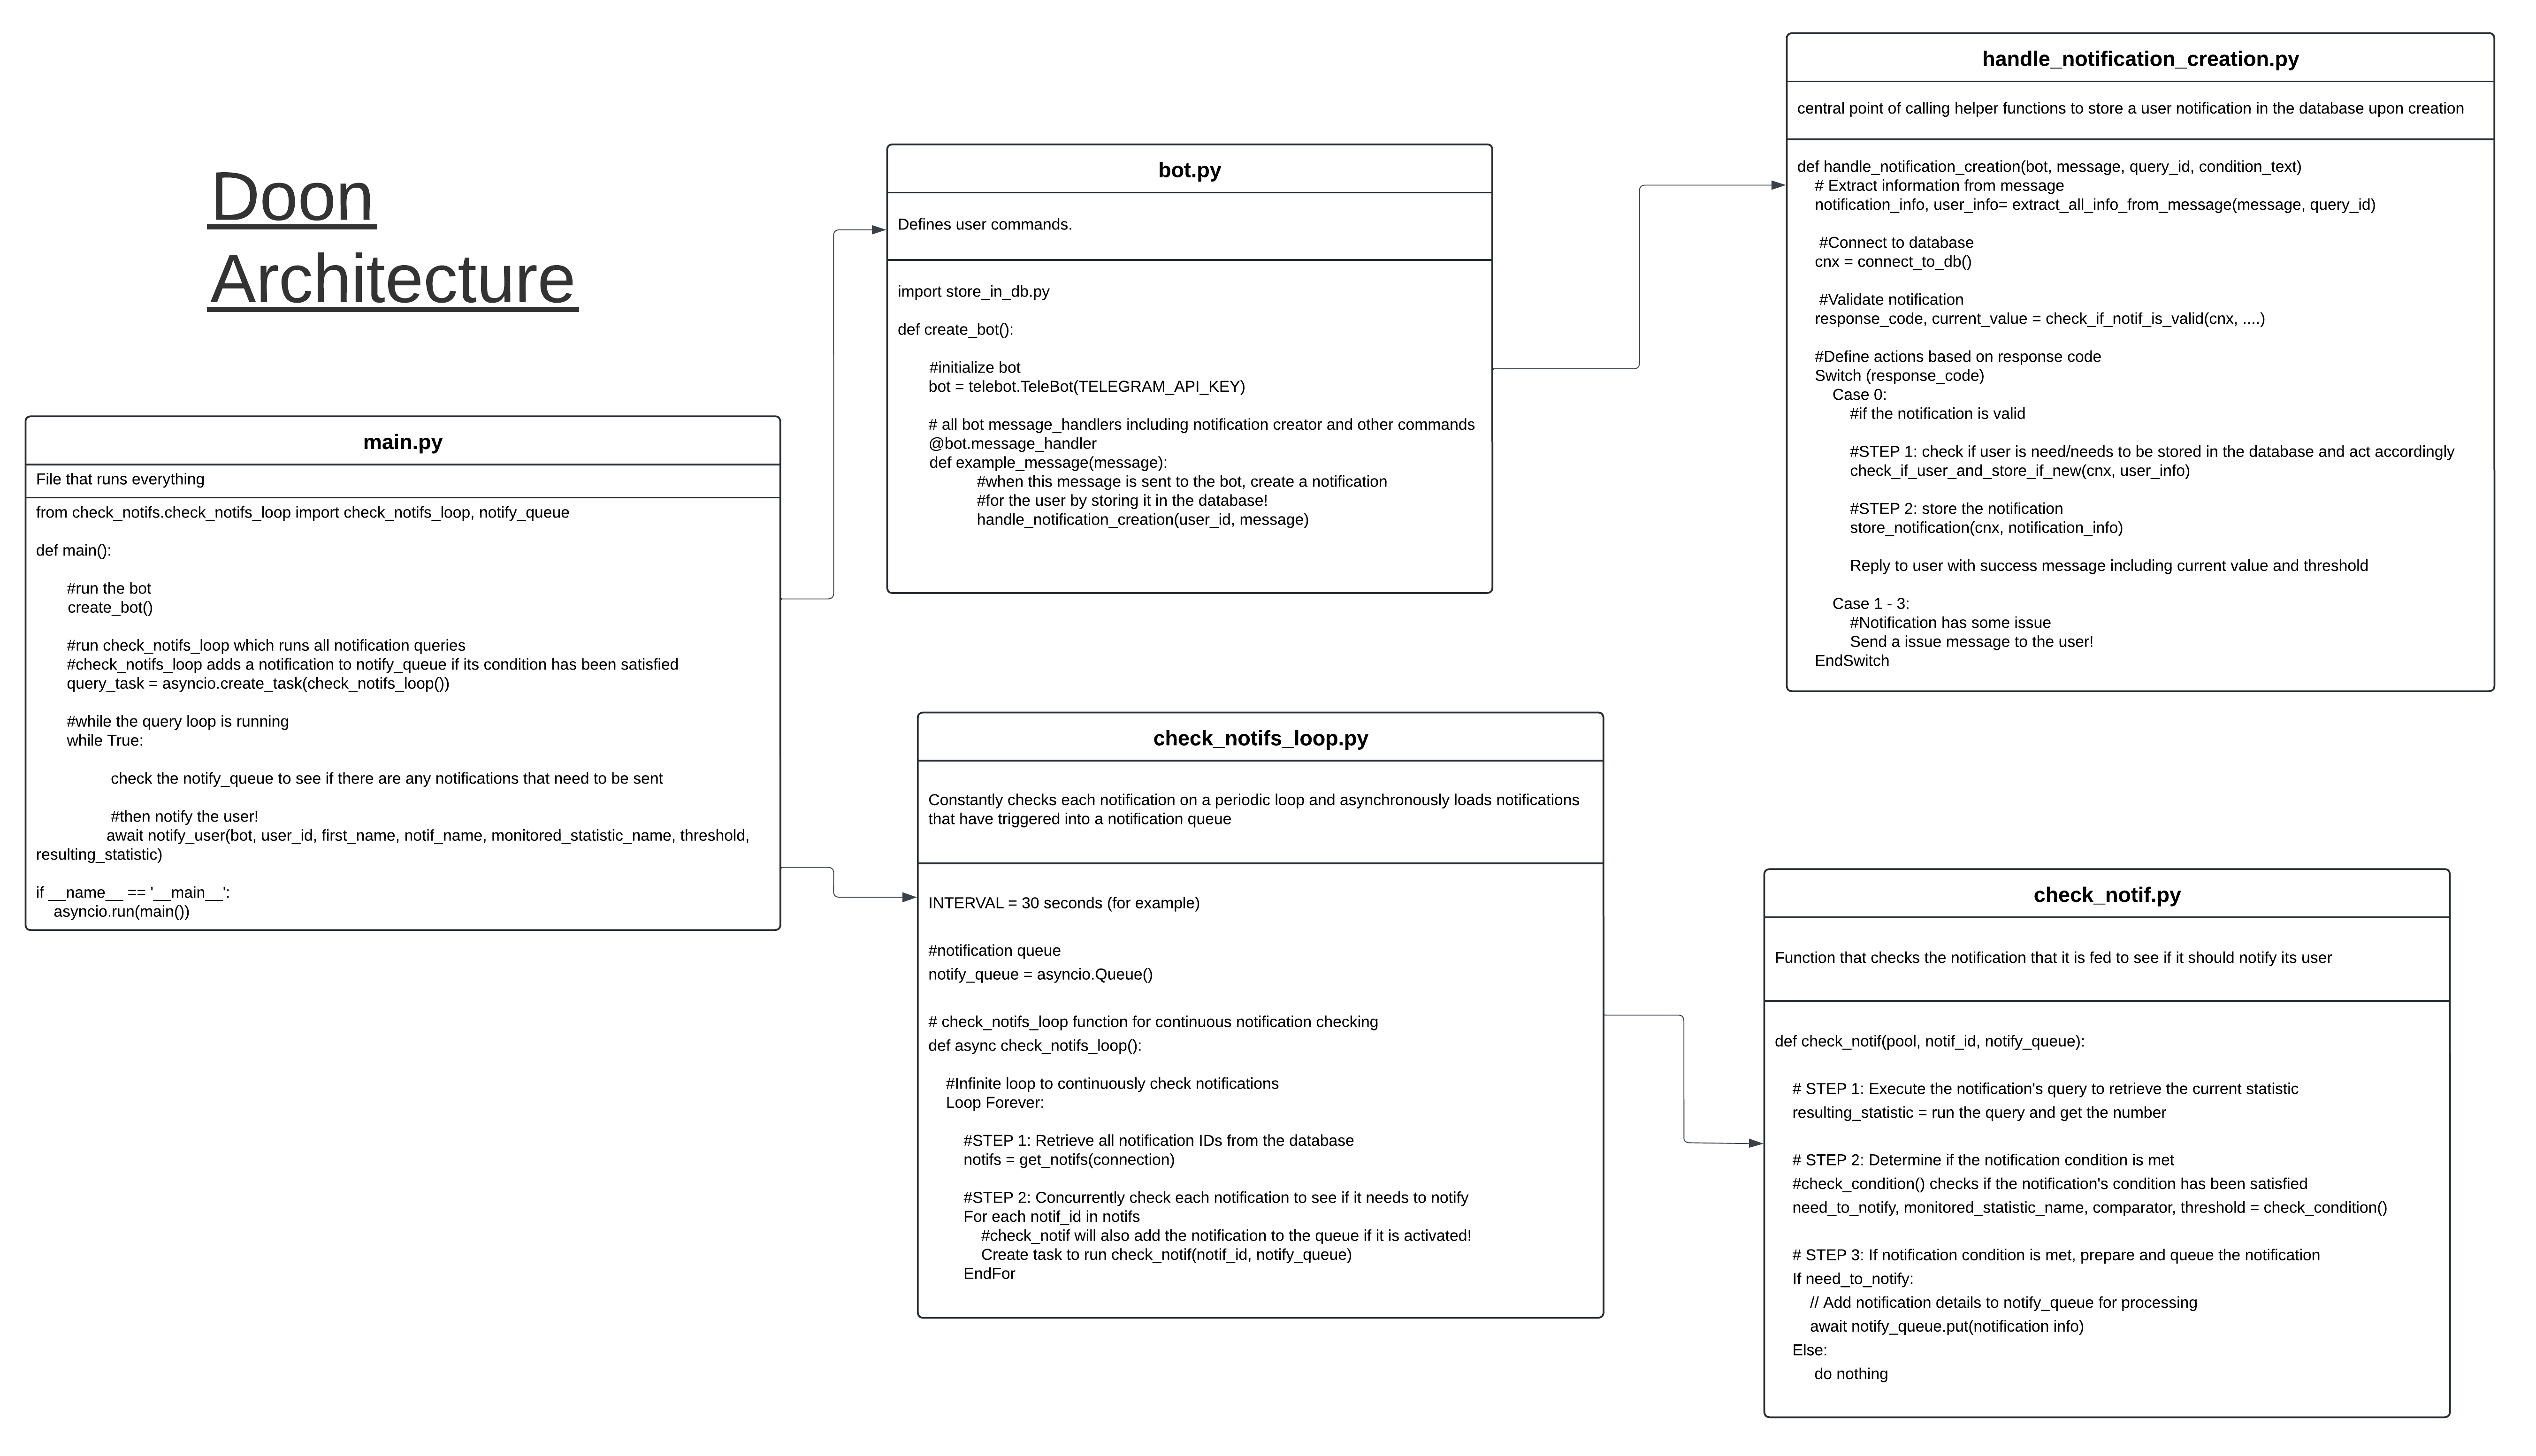 Doon
Architecture
main.py
File that runs everything
from check_notifs.check_notifs_loop import check_notifs_loop, notify_queue
def main():
#run the bot
create_bot()
#run check_notifs_loop which runs all notification queries
#check_notifs_loop adds a notification to notify_queue if its condition has been satisfied
query_task = asyncio.create_task(check_notifs_loop())
#while the query loop is running
while True:
check the notify_queue to see if there are any notifications that need to be sent
#then notify the user!
await notify_user(bot, user_id, first_name, notif_name, monitored_statistic_name, threshold,
resulting_statistic)
if __name__ == '__main__':
asyncio.run(main())
bot.py
Defines user commands.
import store_in_db.py
def create_bot():
#initialize bot
bot = telebot.TeleBot(TELEGRAM_API_KEY)
# all bot message_handlers including notification creator and other commands
@bot.message_handler
def example_message(message):
#when this message is sent to the bot, create a notification
#for the user by storing it in the database!
handle_notification_creation(user_id, message)
handle_notification_creation.py
central point of calling helper functions to store a user notification in the database upon creation
def handle_notification_creation(bot, message, query_id, condition_text)
# Extract information from message
notification_info, user_info= extract_all_info_from_message(message, query_id)
#Connect to database
cnx = connect_to_db()
#Validate notification
response_code, current_value = check_if_notif_is_valid(cnx, ....)
#Define actions based on response code
Switch (response_code)
Case 0:
#if the notification is valid
#STEP 1: check if user is need/needs to be stored in the database and act accordingly
check_if_user_and_store_if_new(cnx, user_info)
#STEP 2: store the notification
store_notification(cnx, notification_info)
Reply to user with success message including current value and threshold
Case 1 - 3:
#Notification has some issue
Send a issue message to the user!
EndSwitch
check_notifs_loop.py
Constantly checks each notification on a periodic loop and asynchronously loads notifications
that have triggered into a notification queue
INTERVAL = 30 seconds (for example)
#notification queue
notify_queue = asyncio.Queue()
# check_notifs_loop function for continuous notification checking
def async check_notifs_loop():
#Infinite loop to continuously check notifications
Loop Forever:
#STEP 1: Retrieve all notification IDs from the database
notifs = get_notifs(connection)
#STEP 2: Concurrently check each notification to see if it needs to notify
For each notif_id in notifs
#check_notif will also add the notification to the queue if it is activated!
Create task to run check_notif(notif_id, notify_queue)
EndFor
check_notif.py
Function that checks the notification that it is fed to see if it should notify its user
def check_notif(pool, notif_id, notify_queue):
# STEP 1: Execute the notification's query to retrieve the current statistic
resulting_statistic = run the query and get the number
# STEP 2: Determine if the notification condition is met
#check_condition() checks if the notification's condition has been satisfied
need_to_notify, monitored_statistic_name, comparator, threshold = check_condition()
# STEP 3: If notification condition is met, prepare and queue the notification
If need_to_notify:
// Add notification details to notify_queue for processing
await notify_queue.put(notification info)
Else:
do nothing